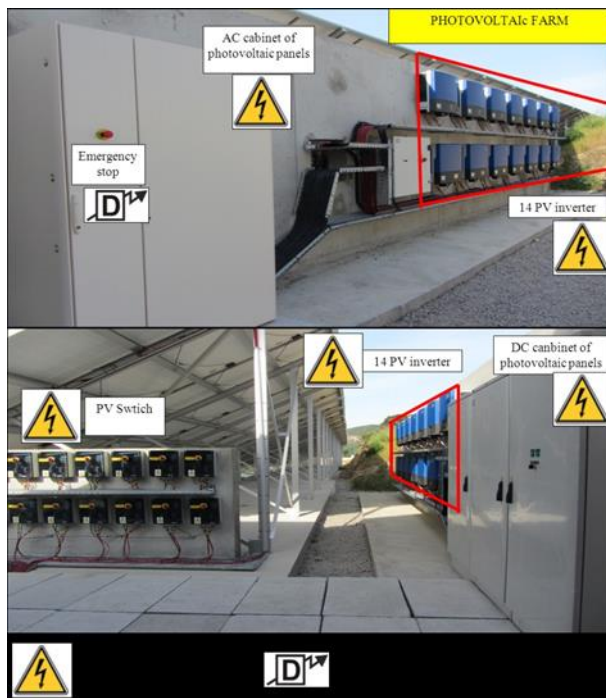 PHOTOVOLTAIc FARM
AC cabinet of
photovoltaic panels
Emergency
stop
D
14 PV inverter
14 PV inverter
DC canbinet of
photovoltaic panels
PV Swtich
D